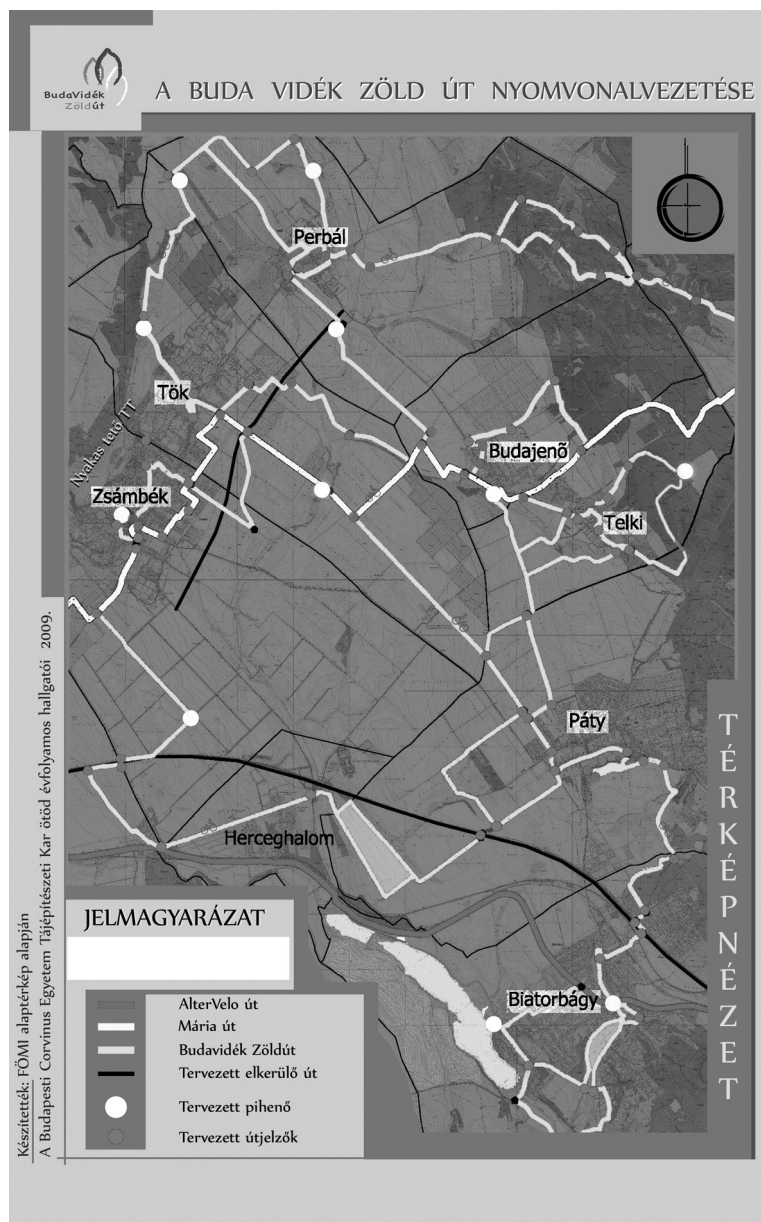 BudaVidék
Zöldút
A BUDA VIDÉK ZÖLD ÚT NYOMVONALVEZETÉSE
Perbál
Tök
Nyakas tető TT
Budajenő
Zsámbék
Telki
Páty
Herceghalom
Biatorbágy
TÉRKÉPNÉZET
JELMAGYARÁZAT
AlterVelo út
Mária út
Budavidék Zöldút
Tervezett elkerülő út
Tervezett pihenő
Tervezett útjelzők
Készítették: FÖMI alaptérkép alapján
A Budapesti Corvinus Egyetem Tájépítészeti Kar ötöd évfolyamos hallgatói 2009.